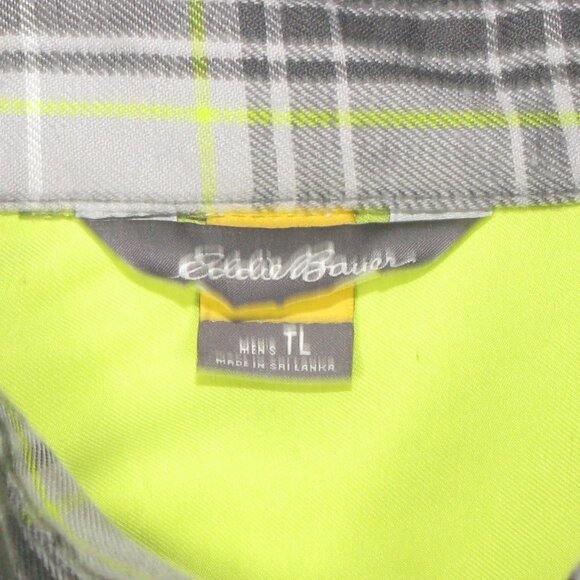 Eddie Bauer
MEN'S TL
MADE IN SRI LANKA